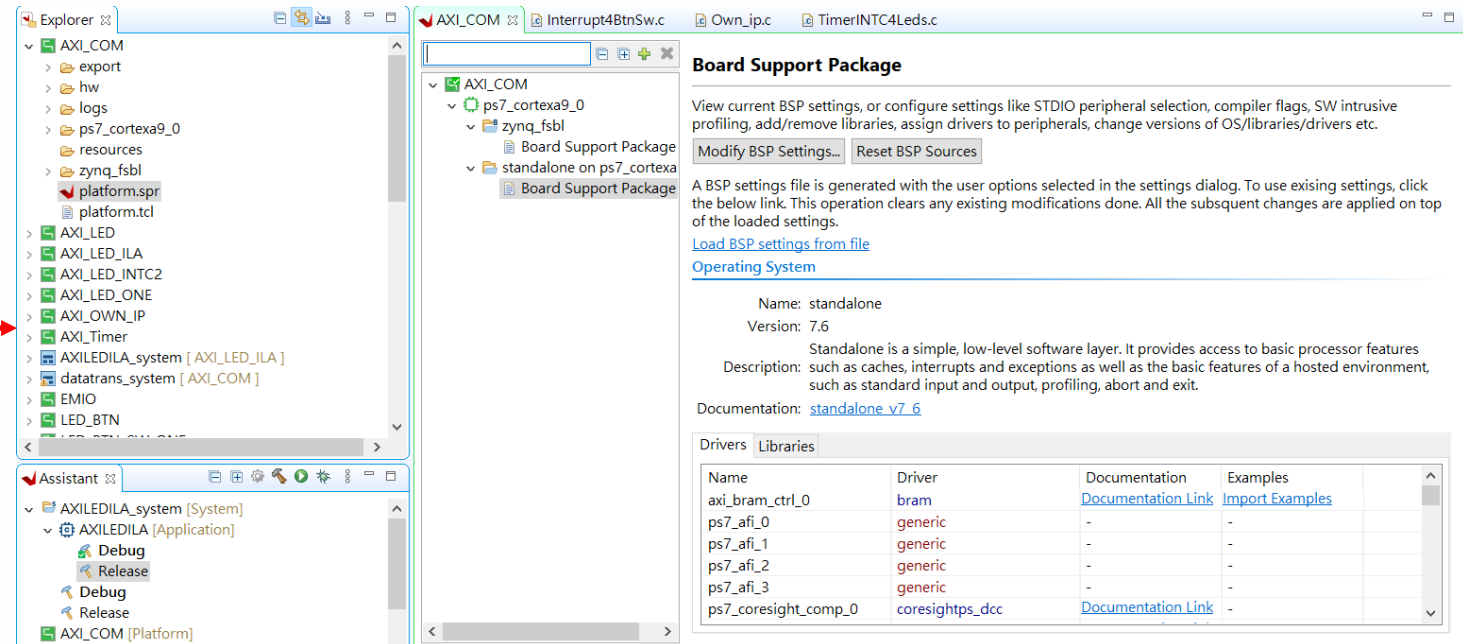 Explorer
AXI_COM
export
hw
logs
ps7_cortexa9_0
resources
zynq_fsbl
platform.spr
platform.tcl
AXI_LED
AXI_LED_ILA
AXI_LED_INTC2
AXI_LED_ONE
AXI_OWN_IP
AXI_Timer
AXILEDILA_system [ AXI_LED_ILA ]
datatrans_system [ AXI_COM ]
EMIO
LED_BTN
Assistant
AXILEDILA_system [System]
AXILEDILA [Application]
Debug
Release
Debug
Release
AXI_COM [Platform]
AXI_COM Interrupt4BtnSw.c Own_ip.c TimerINTC4Leds.c
AXI_COM
ps7_cortexa9_0
zynq_fsbl
Board Support Package
standalone on ps7_cortexa
Board Support Package
Board Support Package
View current BSP settings, or configure settings like STDIO peripheral selection, compiler flags, SW intrusive
profiling, add/remove libraries, assign drivers to peripherals, change versions of OS/libraries/drivers etc.
Modify BSP Settings... Reset BSP Sources
A BSP settings file is generated with the user options selected in the settings dialog. To use exising settings, click
the below link. This operation clears any existing modifications done. All the subsquent changes are applied on top
of the loaded settings.
Load BSP settings from file
Operating System
Name: standalone
Version: 7.6
Description: Standalone is a simple, low-level software layer. It provides access to basic processor features
such as caches, interrupts and exceptions as well as the basic features of a hosted environment,
such as standard input and output, profiling, abort and exit.
Documentation: standalone_v7_6
Drivers Libraries
Name Driver Documentation Examples
axi_bram_ctrl_0 bram Documentation Link Import Examples
ps7_afi_0 generic - -
ps7_afi_1 generic - -
ps7_afi_2 generic - -
ps7_afi_3 generic - -
ps7_coresight_comp_0 coresightps_dcc Documentation Link -